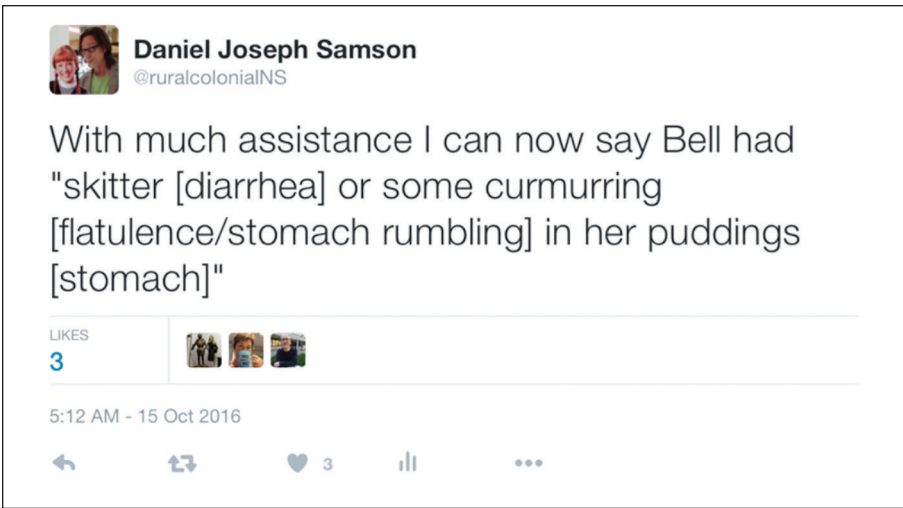 Daniel Joseph Samson
@ruralcolonialNS
With much assistance I can now say Bell had
"skitter [diarrhea] or some curmurring
[flatulence/stomach rumbling] in her puddings
[stomach]"
LIKES
3
5:12 AM - 15 Oct 2016
3